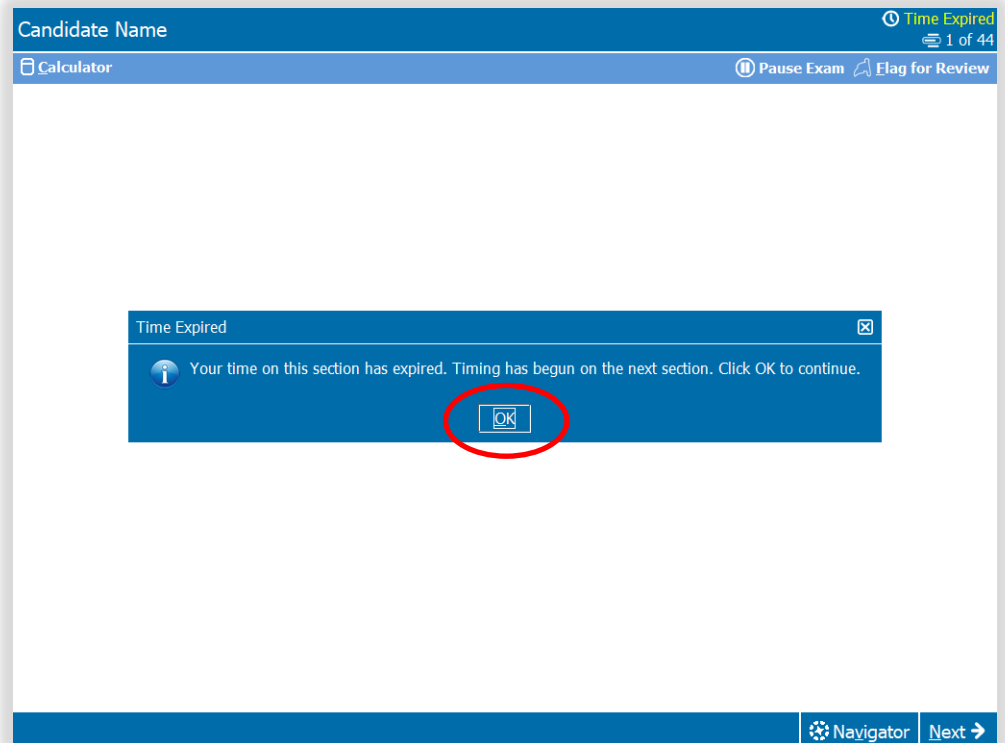 Candidate Name
Time Expired
1 of 44
Calculator
Pause Exam
Flag for Review
Time Expired
Your time on this section has expired. Timing has begun on the next section. Click OK to continue.
OK
Navigator
Next